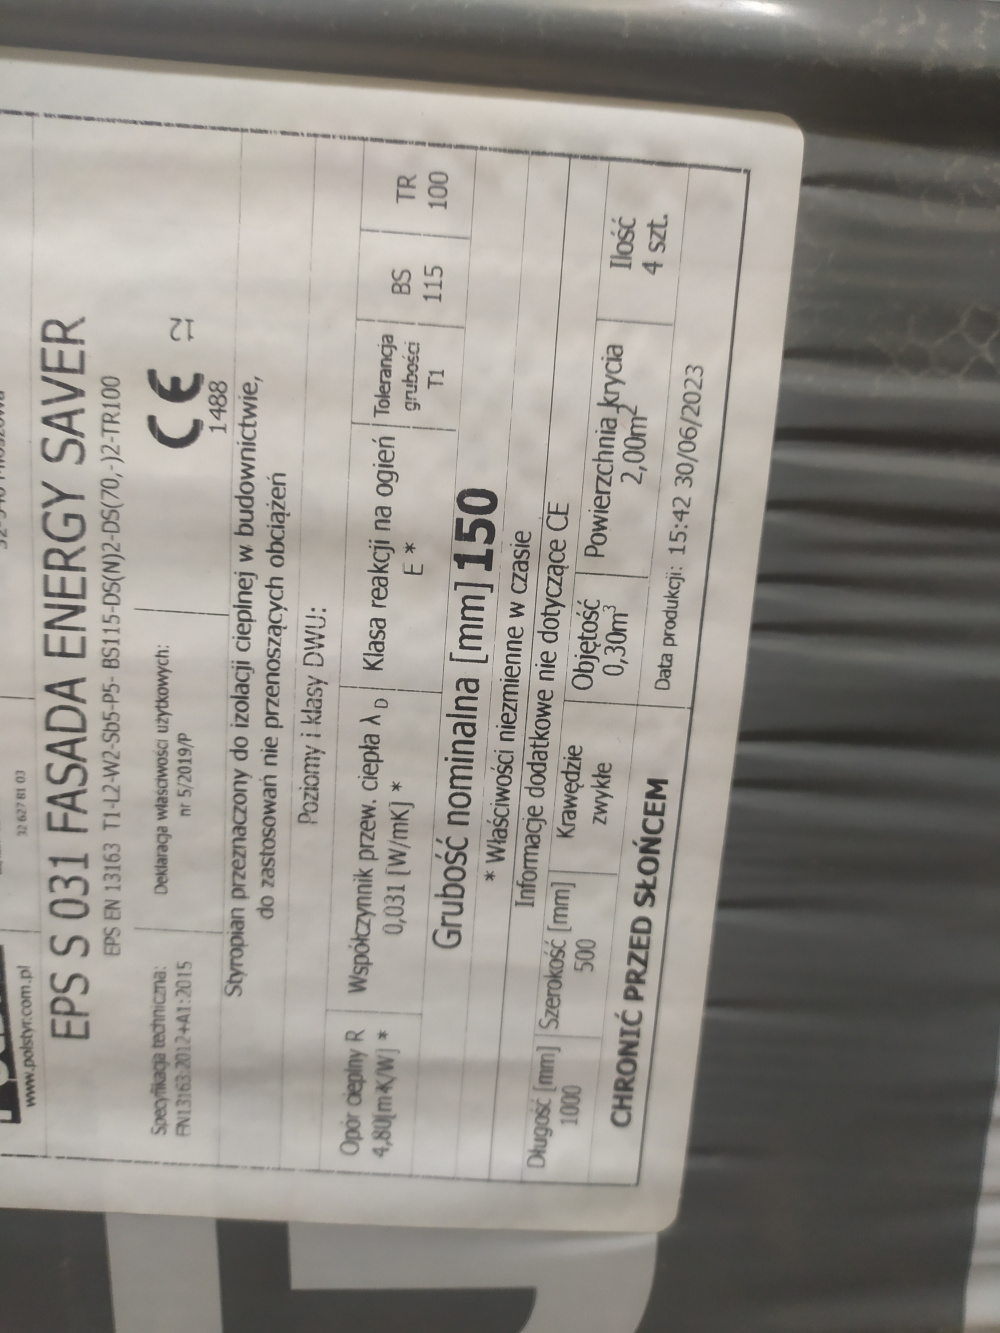 www.polstyr.com.pl
32 627 81 03
EPS S 031 FASADA ENERGY SAVER
EPS EN 13163 T1-L2-W2-Sb5-P5- BS115-DS(N)2-DS(70,-)2-TR100
Specyfikacja techniczna:
EN13163:2012+A1:2015
Deklaracja właściwości użytkowych:
nr 5/2019/P
CE
1488
Styropian przeznaczony do izolacji cieplnej w budownictwie,
do zastosowań nie przenoszących obciążeń
Poziomy i klasy DWU:
Opór cieplny R
4,80[m²K/W] *
Współczynnik przew. ciepła λ D
0,031 [W/mK] *
Klasa reakcji na ogień
E *
Tolerancja
grubości
T1
BS
115
TR
100
Grubość nominalna [mm] 150
* Właściwości niezmienne w czasie
Informacje dodatkowe nie dotyczące CE
Długość [mm]
1000
Szerokość [mm]
500
Krawędzie
zwykłe
Objętość
0,30m³
Powierzchnia krycia
2,00m²
Ilość
4 szt.
CHRONIĆ PRZED SŁOŃCEM
Data produkcji: 15:42 30/06/2023